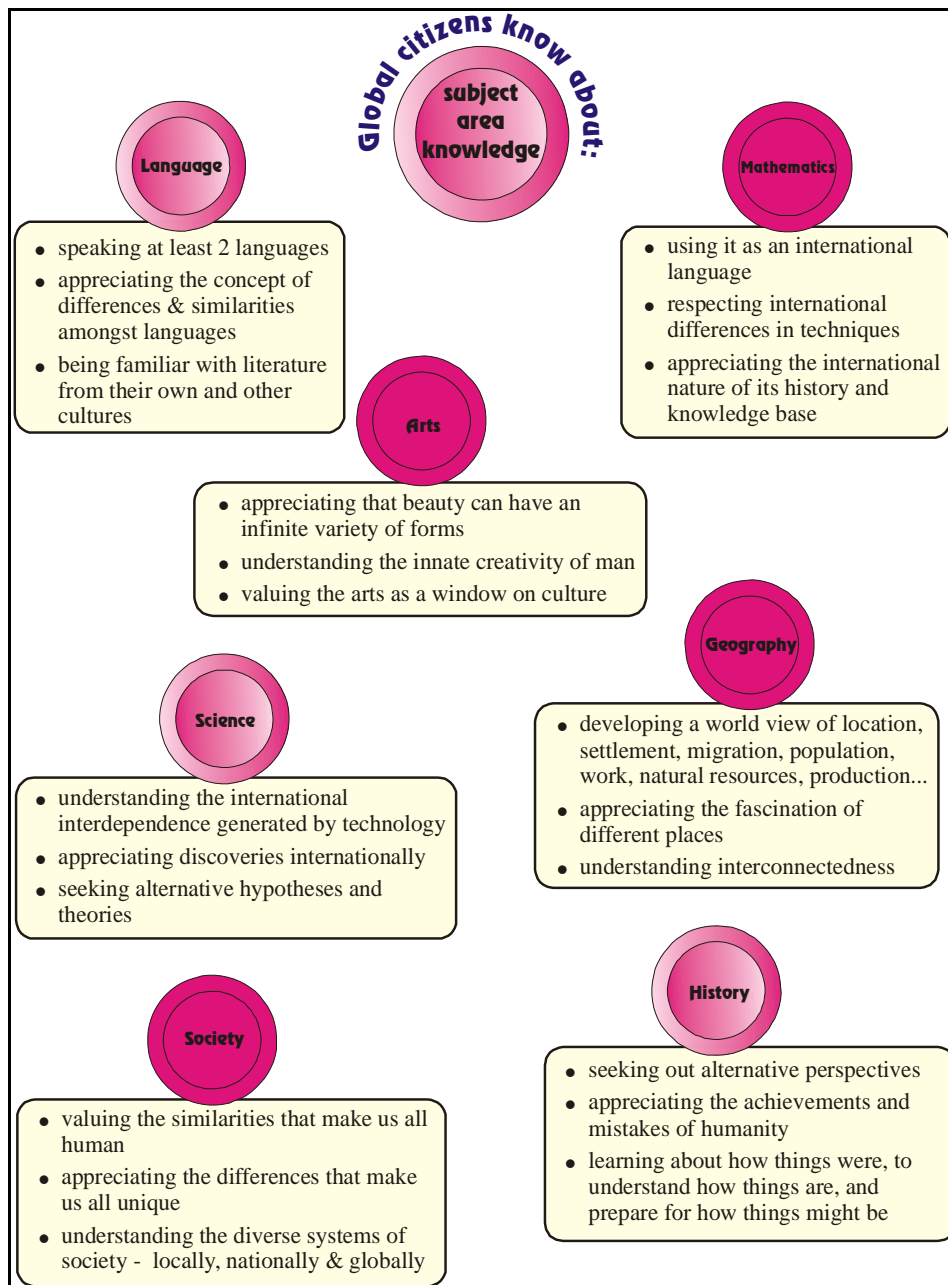 Global citizens know about:
subject
area
knowledge
Language
• speaking at least 2 languages
• appreciating the concept of
differences & similarities
amongst languages
• being familiar with literature
from their own and other
cultures
Mathematics
• using it as an international
language
• respecting international
differences in techniques
• appreciating the international
nature of its history and
knowledge base
Arts
• appreciating that beauty can have an
infinite variety of forms
• understanding the innate creativity of man
• valuing the arts as a window on culture
Geography
• developing a world view of location,
settlement, migration, population,
work, natural resources, production...
• appreciating the fascination of
different places
• understanding interconnectedness
Science
• understanding the international
interdependence generated by technology
• appreciating discoveries internationally
• seeking alternative hypotheses and
theories
History
• seeking out alternative perspectives
• appreciating the achievements and
mistakes of humanity
• learning about how things were, to
understand how things are, and
prepare for how things might be
Society
• valuing the similarities that make us all
human
• appreciating the differences that make
us all unique
• understanding the diverse systems of
society - locally, nationally & globally